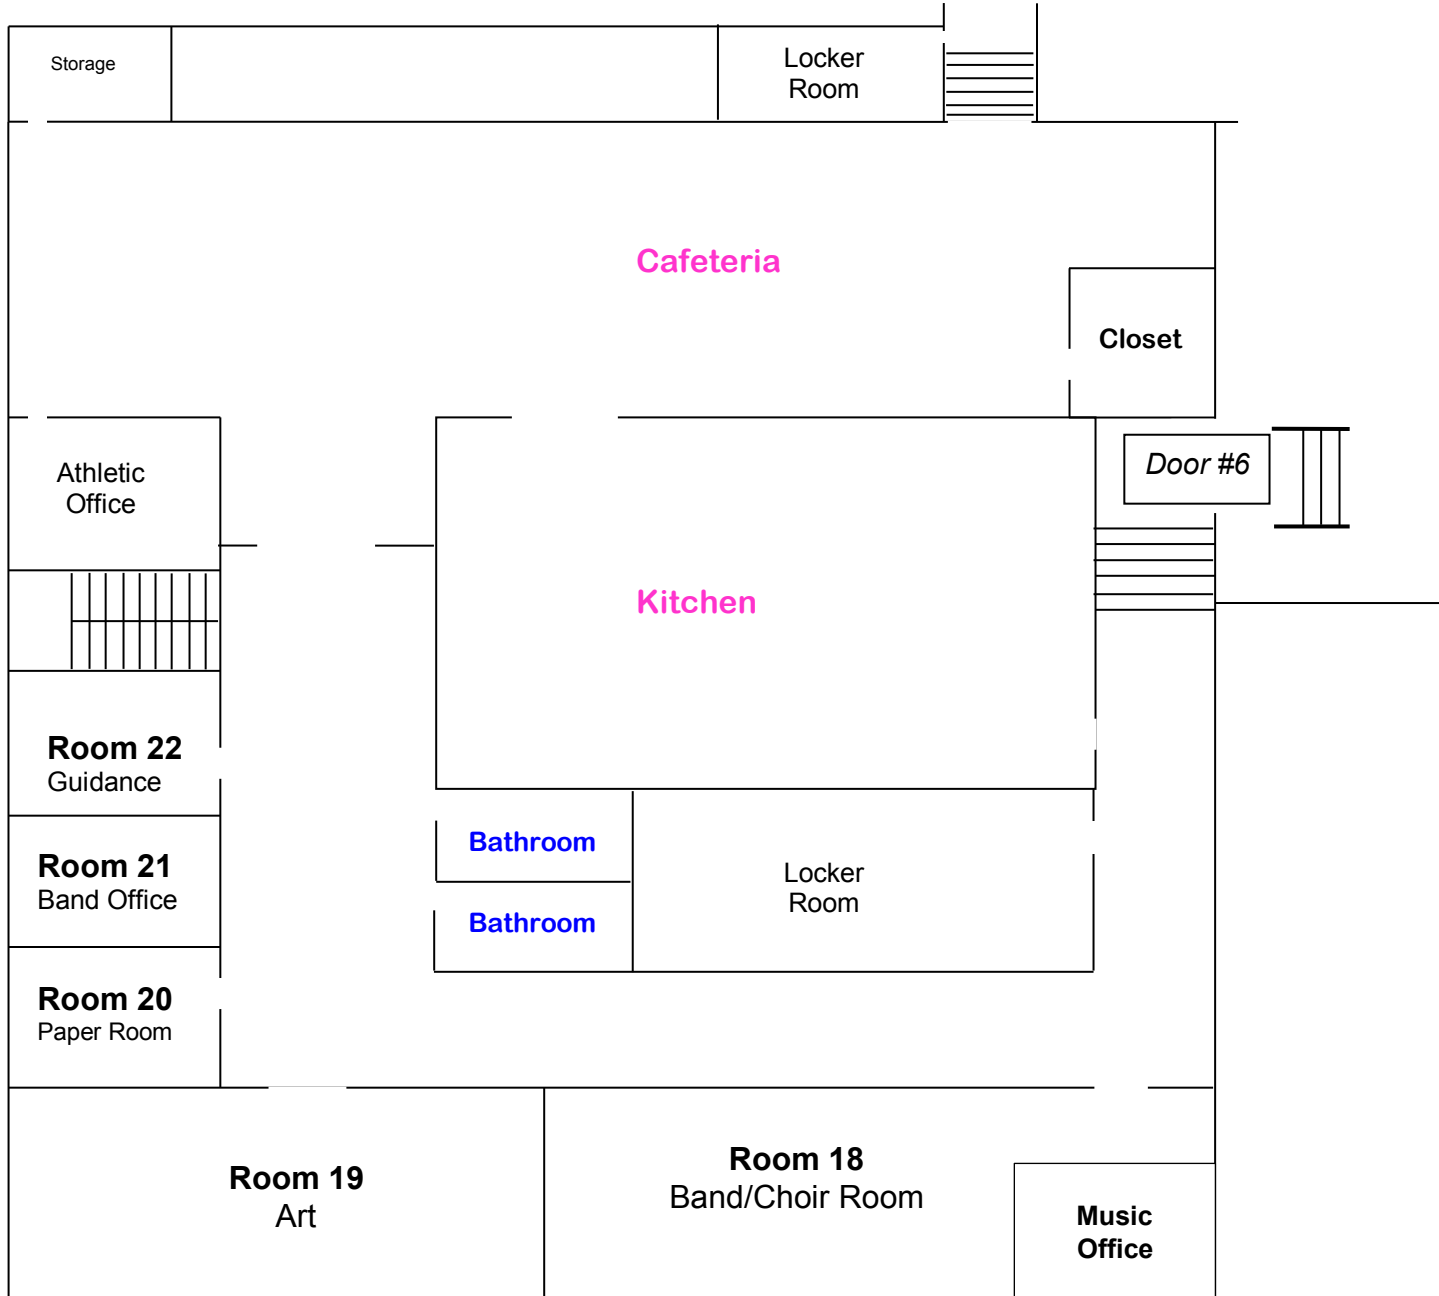 Storage
Locker
Room
Cafeteria
Closet
Athletic
Office
Door #6
Kitchen
Room 22
Guidance
Bathroom
Room 21
Band Office
Locker
Room
Bathroom
Room 20
Paper Room
Room 19
Art
Room 18
Band/Choir Room
Music
Office